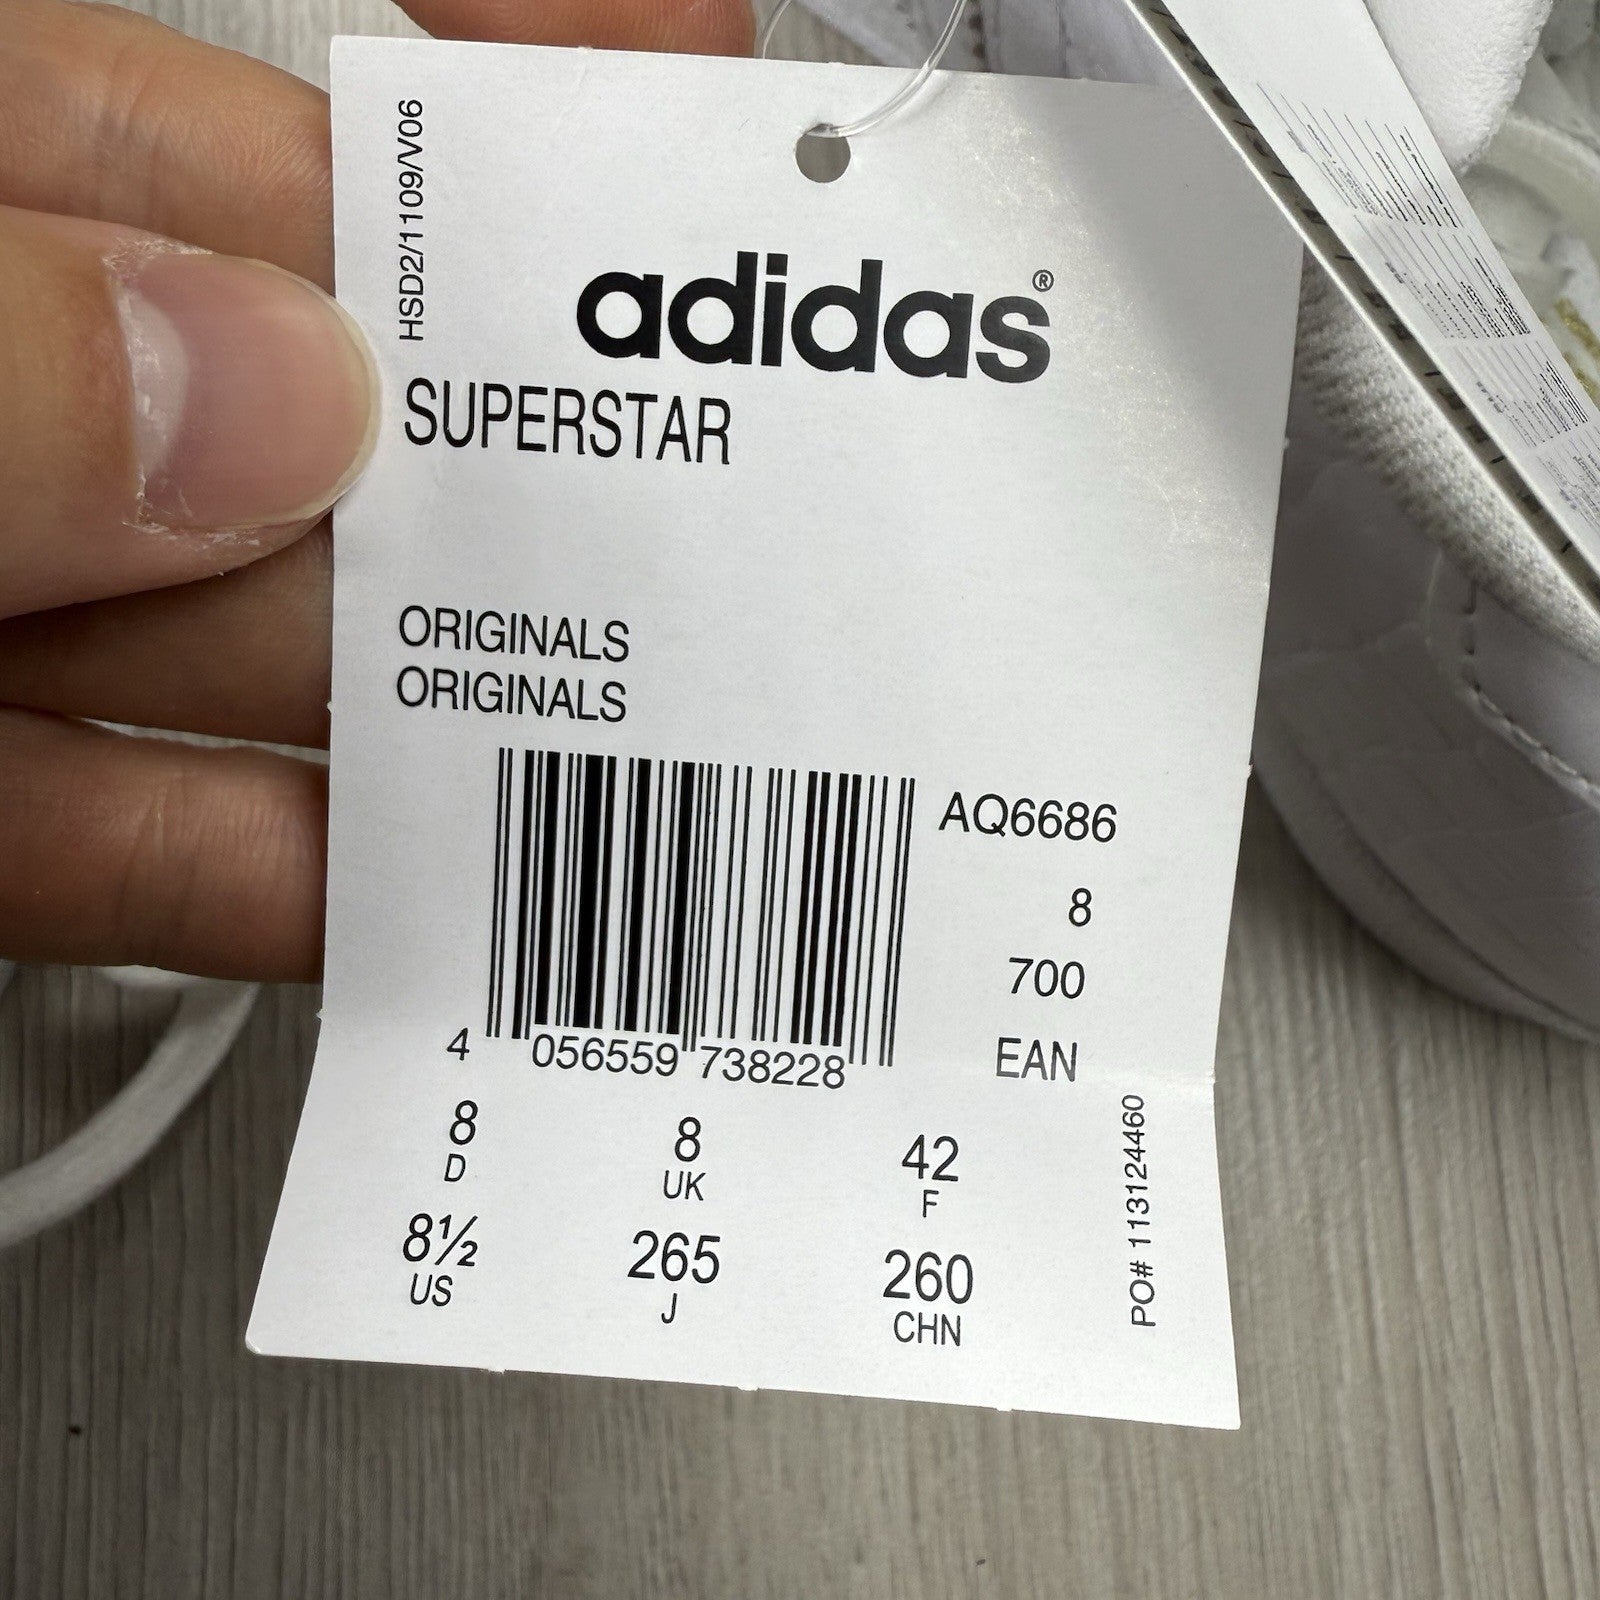 HSD2/1109/V06
adidas®
SUPERSTAR
ORIGINALS
ORIGINALS
AQ6686
8
700
EAN
4 056559 738228
8 8 42
D UK F
8½ 265 260
US J CHN
PO# 113124460